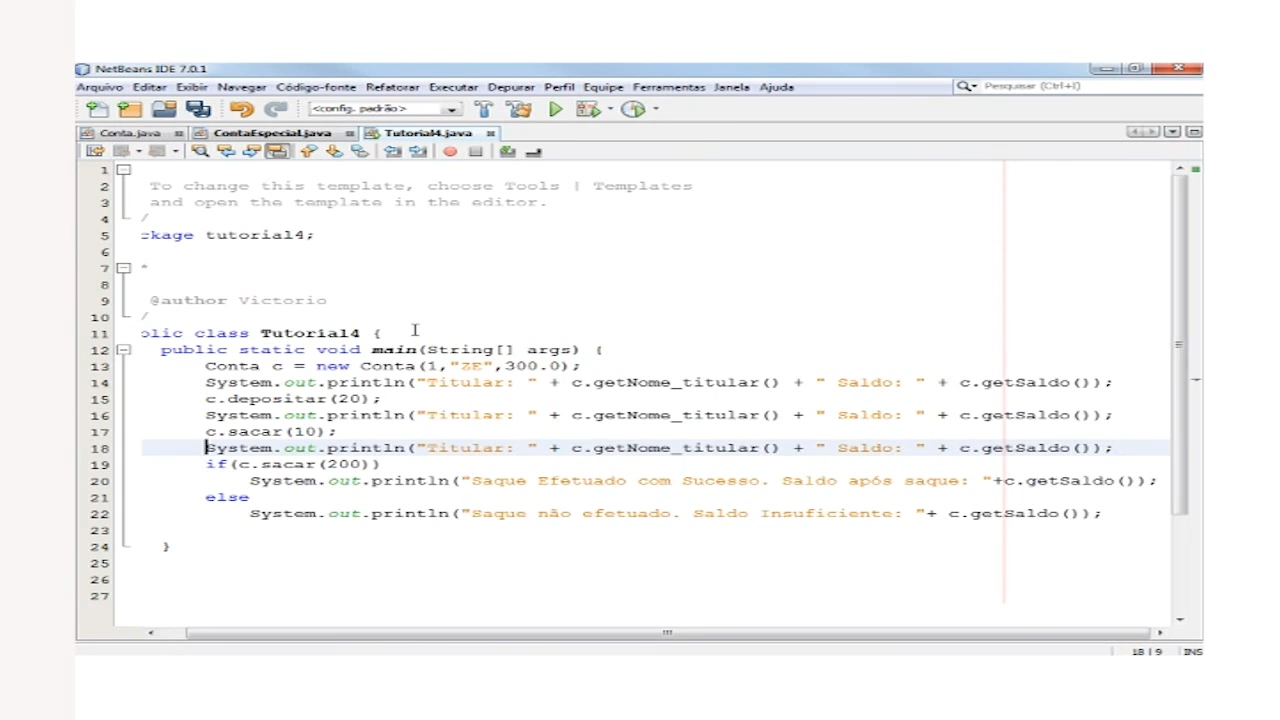 NetBeans IDE 7.0.1
Arquivo Editar Exibir Navegar Código-fonte Refatorar Executar Depurar Perfil Equipe Ferramentas Janela Ajuda Pesquisar (Ctrl+I)
<config. padrão>
Conta.java ContaEspecial.java Tutorial4.java
1
2 To change this template, choose Tools | Templates
3 and open the template in the editor.
4 /
5 ckage tutorial4;
6
7 *
8
9 @author Victorio
10 /
11 blic class Tutorial4 {
12 public static void main(String[] args) {
13 Conta c = new Conta(1,"ZE",300.0);
14 System.out.println("Titular: " + c.getNome_titular() + " Saldo: " + c.getSaldo());
15 c.depositar(20);
16 System.out.println("Titular: " + c.getNome_titular() + " Saldo: " + c.getSaldo());
17 c.sacar(10);
18 System.out.println("Titular: " + c.getNome_titular() + " Saldo: " + c.getSaldo());
19 if(c.sacar(200))
20 System.out.println("Saque Efetuado com Sucesso. Saldo após saque: "+c.getSaldo());
21 else
22 System.out.println("Saque não efetuado. Saldo Insuficiente: "+ c.getSaldo());
23
24 }
25
26
27
18 | 9 INS